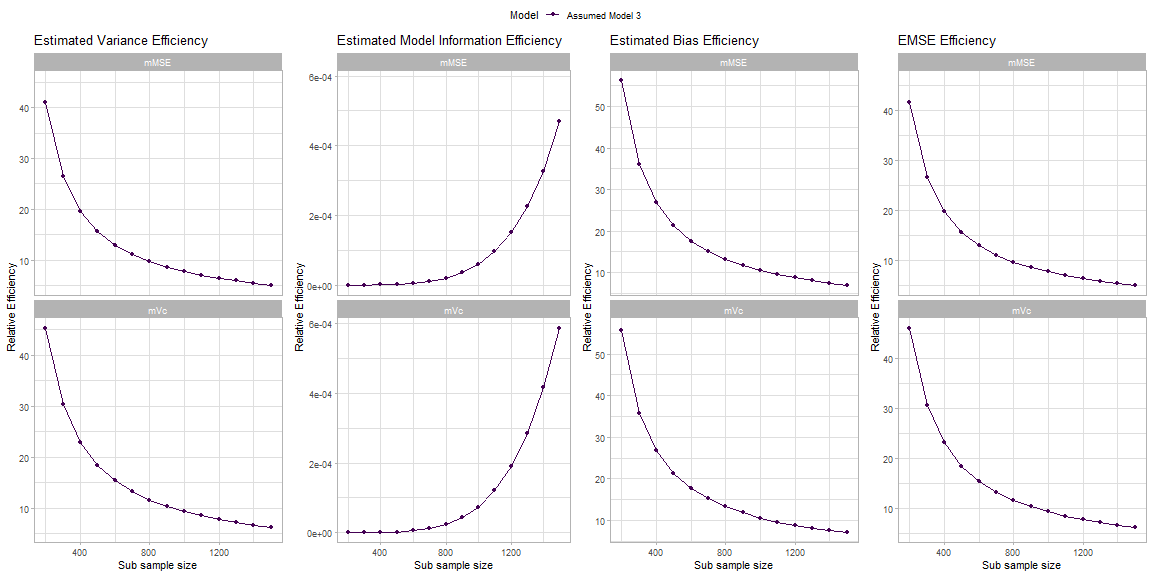 Model Assumed Model 3
Estimated Variance Efficiency
mMSE
40
30
20
10
mVc
40
30
20
10
400 800 1200
Sub sample size
Relative Efficiency
Estimated Model Information Efficiency
mMSE
6e-04
4e-04
2e-04
0e+00
mVc
6e-04
4e-04
2e-04
0e+00
400 800 1200
Sub sample size
Relative Efficiency
Estimated Bias Efficiency
mMSE
50
40
30
20
10
mVc
50
40
30
20
10
400 800 1200
Sub sample size
Relative Efficiency
EMSE Efficiency
mMSE
40
30
20
10
mVc
40
30
20
10
400 800 1200
Sub sample size
Relative Efficiency